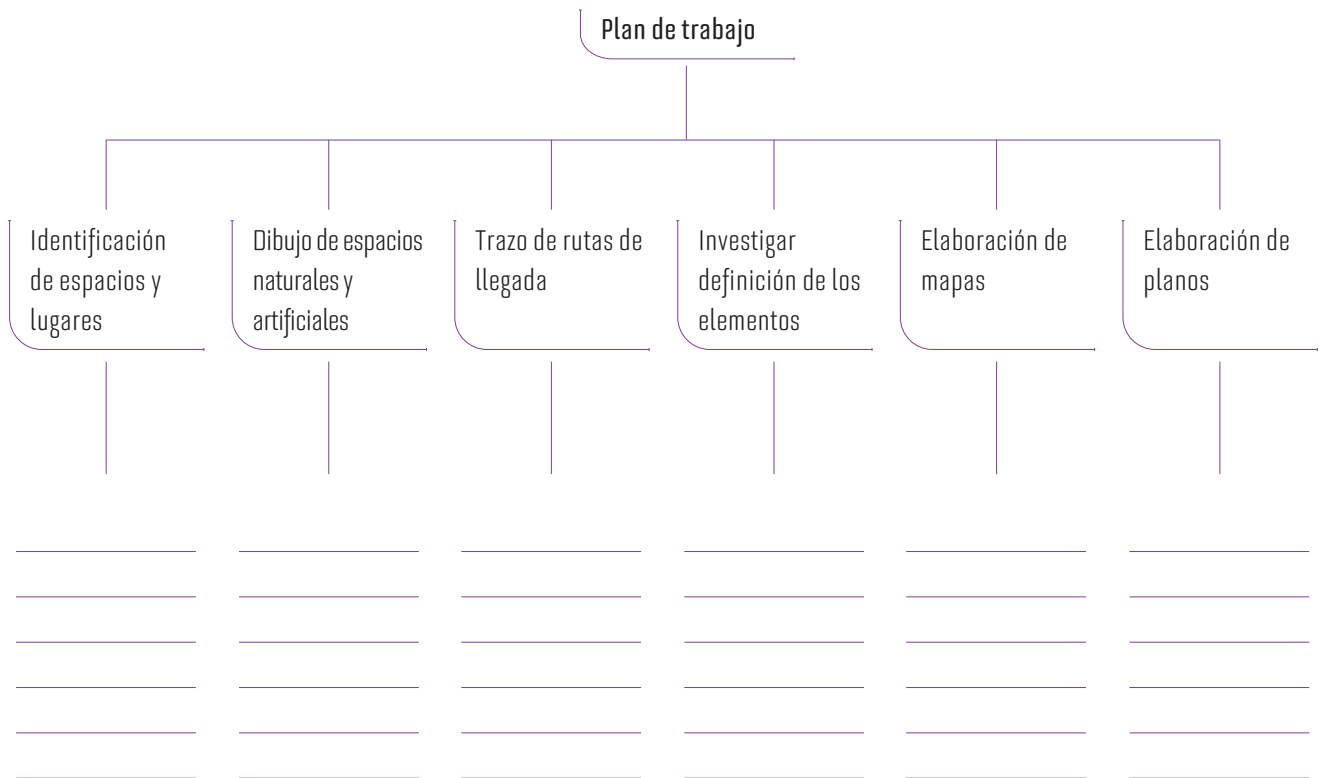 Plan de trabajo
Identificación
de espacios y
lugares
Dibujo de espacios
naturales y
artificiales
Trazo de rutas de
llegada
Investigar
definición de los
elementos
Elaboración de
mapas
Elaboración de
planos